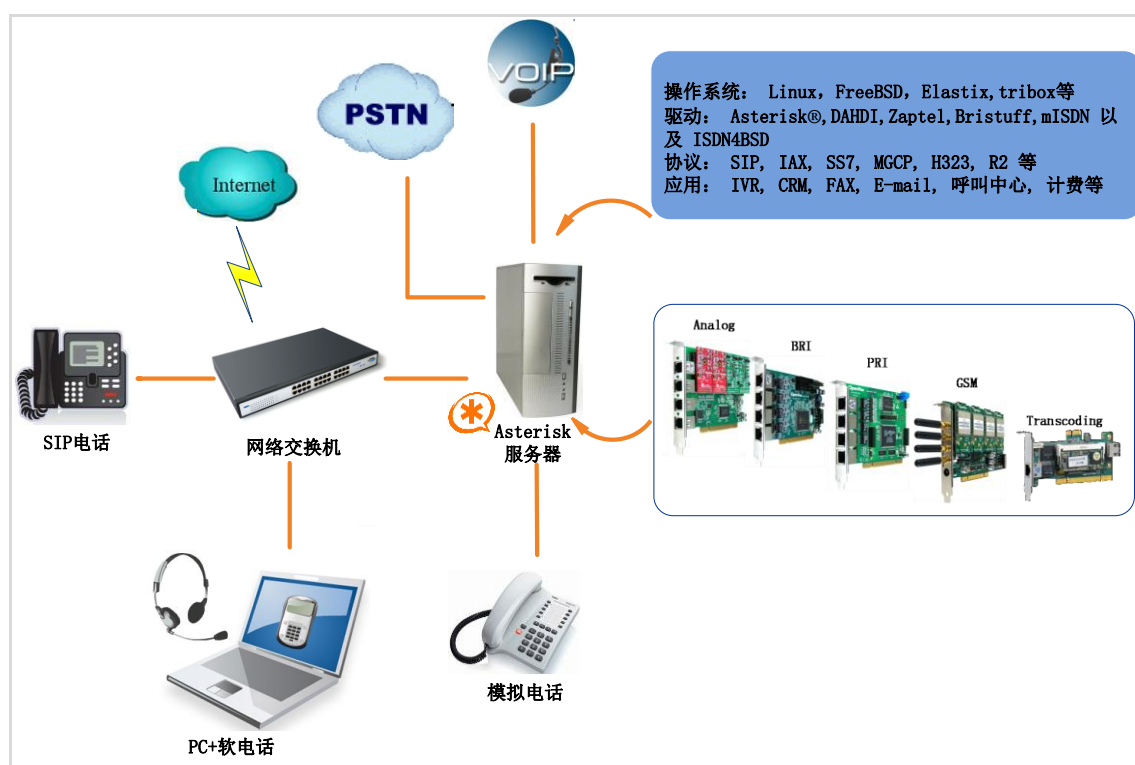 VOIP
PSTN
Internet
操作系统： Linux，FreeBSD，Elastix,tribox等
驱动： Asterisk®,DAHDI,Zaptel,Bristuff,mISDN 以
及 ISDN4BSD
协议： SIP, IAX, SS7, MGCP, H323, R2 等
应用： IVR, CRM, FAX, E-mail, 呼叫中心, 计费等
Analog
BRI
PRI
GSM
Transcoding
SIP电话
网络交换机
Asterisk
服务器
模拟电话
PC+软电话